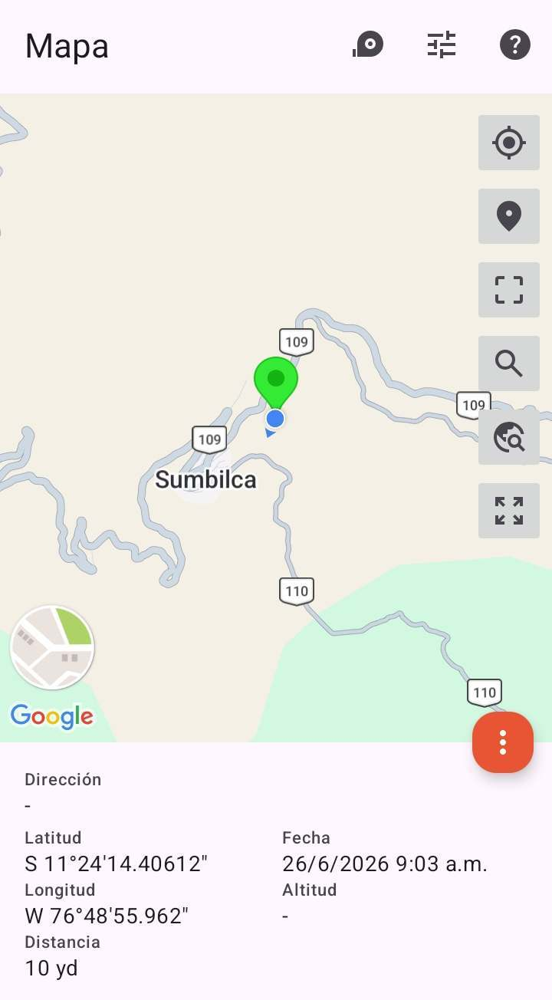 Mapa
109
109
109
Sumbilca
110
110
Google
Dirección
-
Latitud
S 11°24'14.40612"
Fecha
26/6/2026 9:03 a.m.
Longitud
W 76°48'55.962"
Altitud
-
Distancia
10 yd